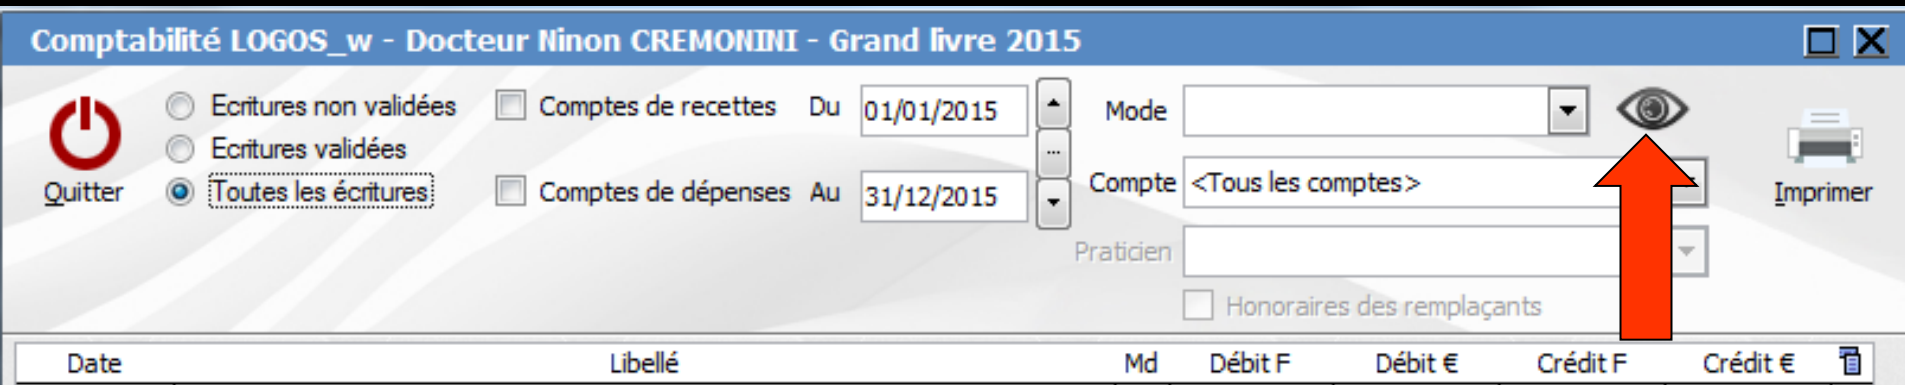 Comptabilité LOGOS_w - Docteur Ninon CREMONINI - Grand livre 2015
Ecritures non validées
Ecritures validées
Toutes les écritures
Quitter
Comptes de recettes
Comptes de dépenses
Du 01/01/2015
...
Au 31/12/2015
Mode
Compte <Tous les comptes>
Praticien
Honoraires des remplaçants
Imprimer
Date Libellé Md Débit F Débit € Crédit F Crédit €